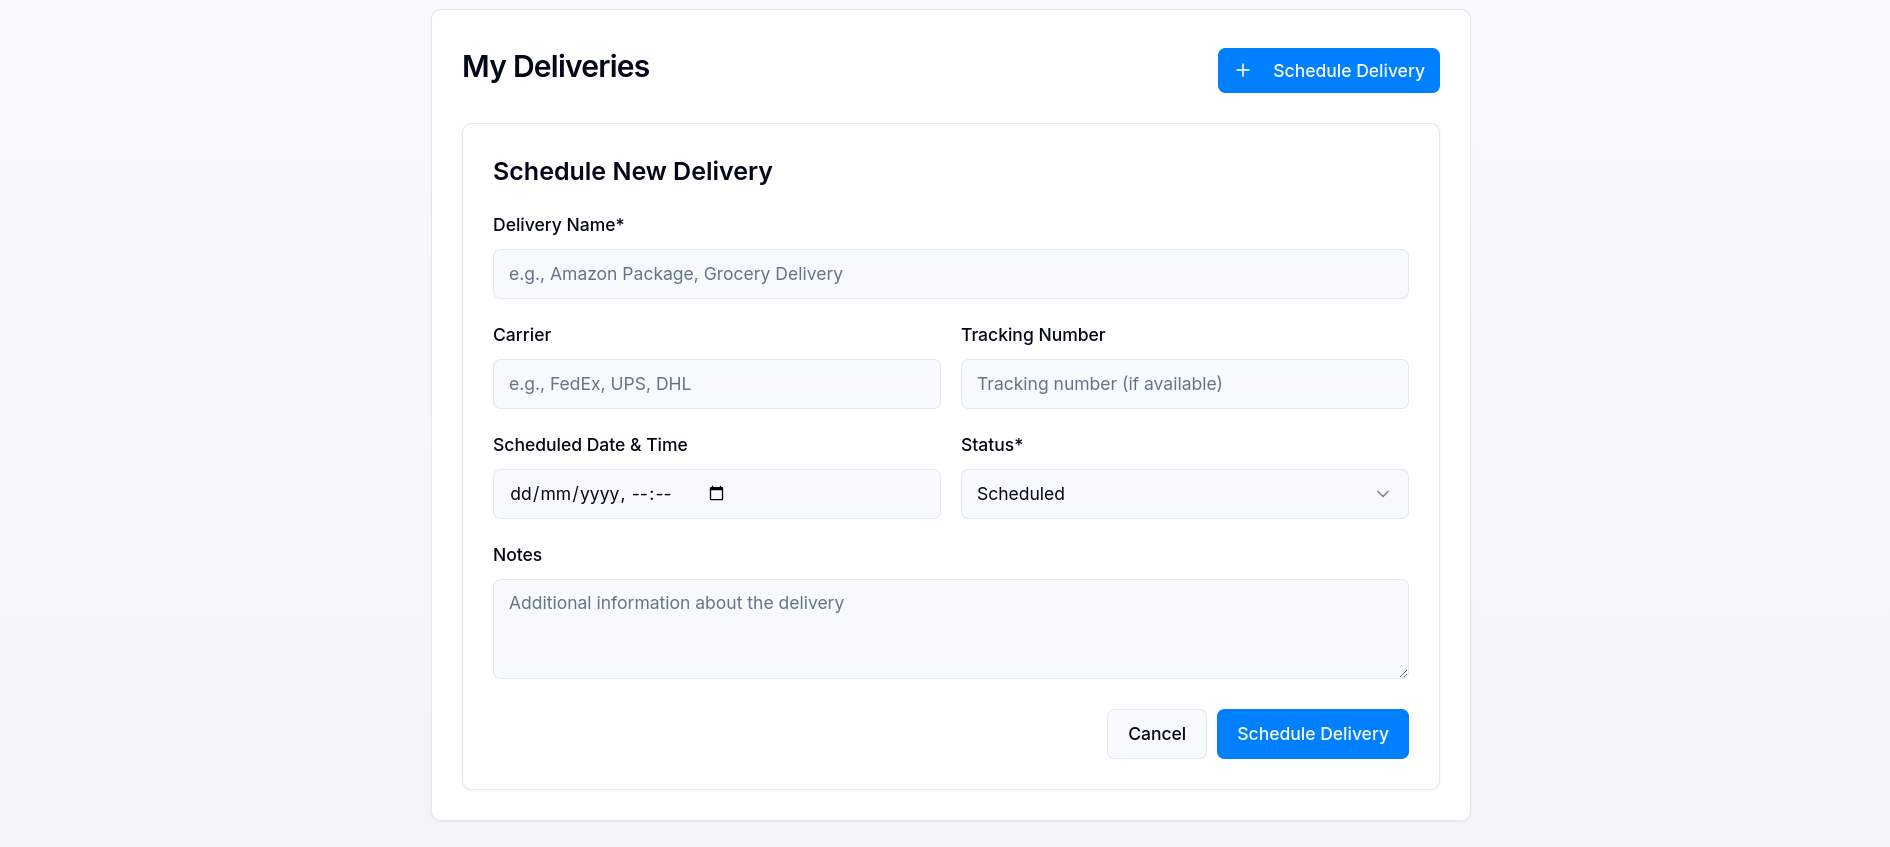 My Deliveries
+ Schedule Delivery
Schedule New Delivery
Delivery Name*
e.g., Amazon Package, Grocery Delivery
Carrier
Tracking Number
e.g., FedEx, UPS, DHL
Tracking number (if available)
Scheduled Date & Time
Status*
dd/mm/yyyy, --:--
Scheduled
Notes
Additional information about the delivery
Cancel
Schedule Delivery